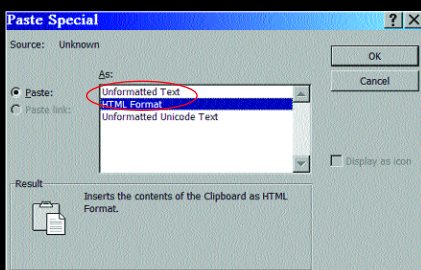 Paste Special
Source: Unknown
As:
Paste:
Paste link:
Unformatted Text
HTML Format
Unformatted Unicode Text
OK
Cancel
Display as icon
Result
Inserts the contents of the Clipboard as HTML
Format.